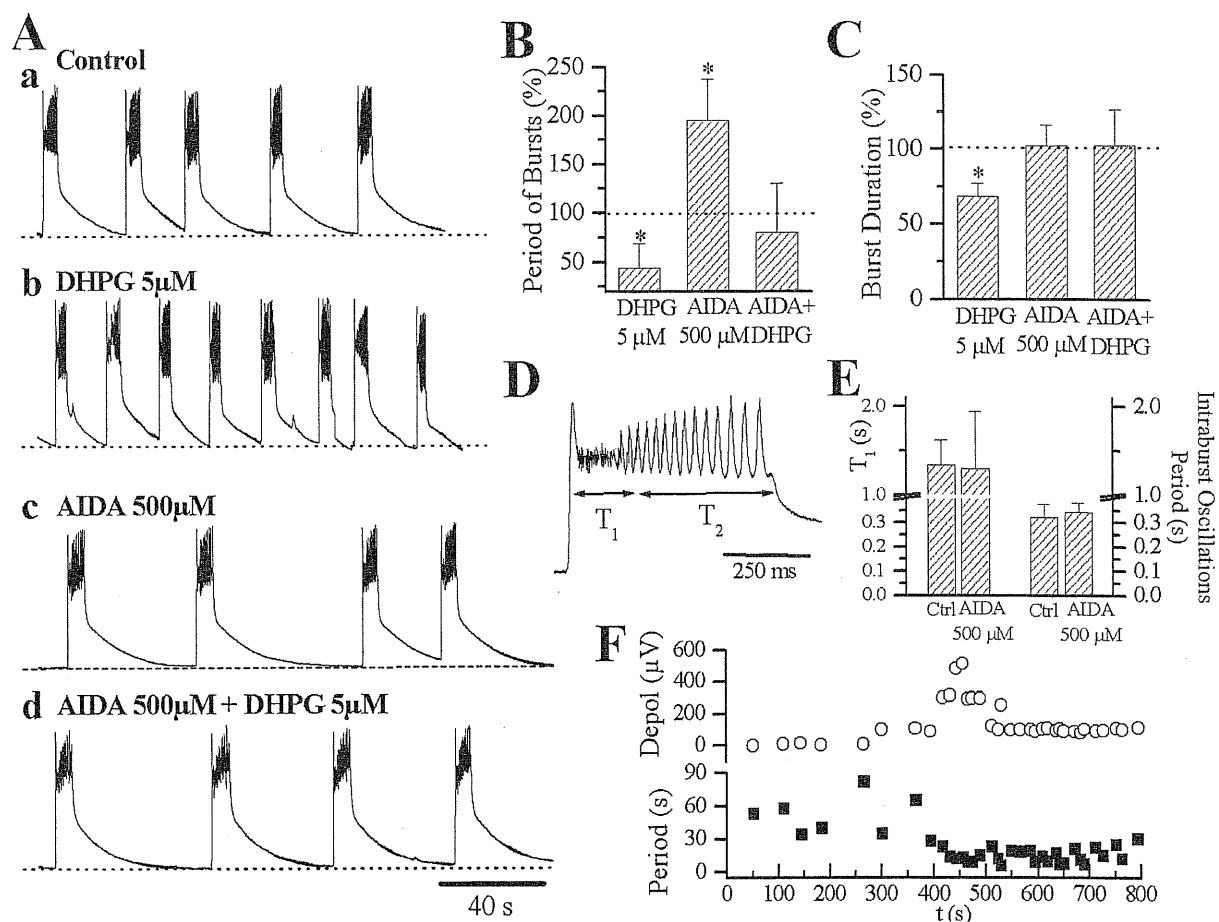 A
a Control
b DHPG 5μM
c AIDA 500μM
d AIDA 500μM + DHPG 5μM
40 s
B
Period of Bursts (%)
250
200
150
100
50
*
*
DHPG AIDA AIDA+
5 μM 500 μM DHPG
C
Burst Duration (%)
150
100
50
0
*
DHPG AIDA AIDA+
5 μM 500 μM DHPG
D
T1
T2
250 ms
E
T1 (s)
2.0
1.0
0.3
0.2
0.1
0.0
Ctrl AIDA Ctrl AIDA
500 μM 500 μM
2.0
1.0
0.3
0.2
0.1
0.0
Intraburst Oscillations
Period (s)
F
Depol (μV)
600
400
200
0
Period (s)
90
60
30
0
0 100 200 300 400 500 600 700 800
t (s)